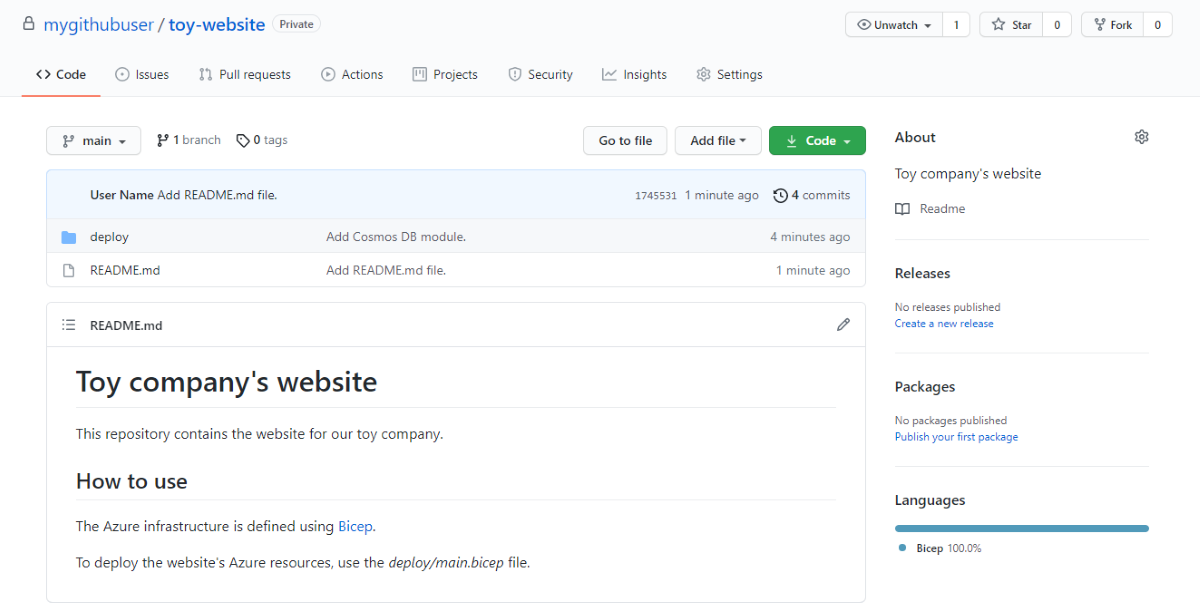 mygithubuser / toy-website Private
Unwatch 1 Star 0 Fork 0
Code Issues Pull requests Actions Projects Security Insights Settings
main 1 branch 0 tags Go to file Add file Code
User Name Add README.md file. 1745531 1 minute ago 4 commits
deploy Add Cosmos DB module. 4 minutes ago
README.md Add README.md file. 1 minute ago
README.md
Toy company's website
This repository contains the website for our toy company.
How to use
The Azure infrastructure is defined using Bicep.
To deploy the website's Azure resources, use the deploy/main.bicep file.
About
Toy company's website
Readme
Releases
No releases published
Create a new release
Packages
No packages published
Publish your first package
Languages
Bicep 100.0%